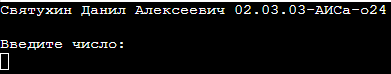 Святухин Данил Алексеевич 02.03.03-АИСа-о24
Введите число: